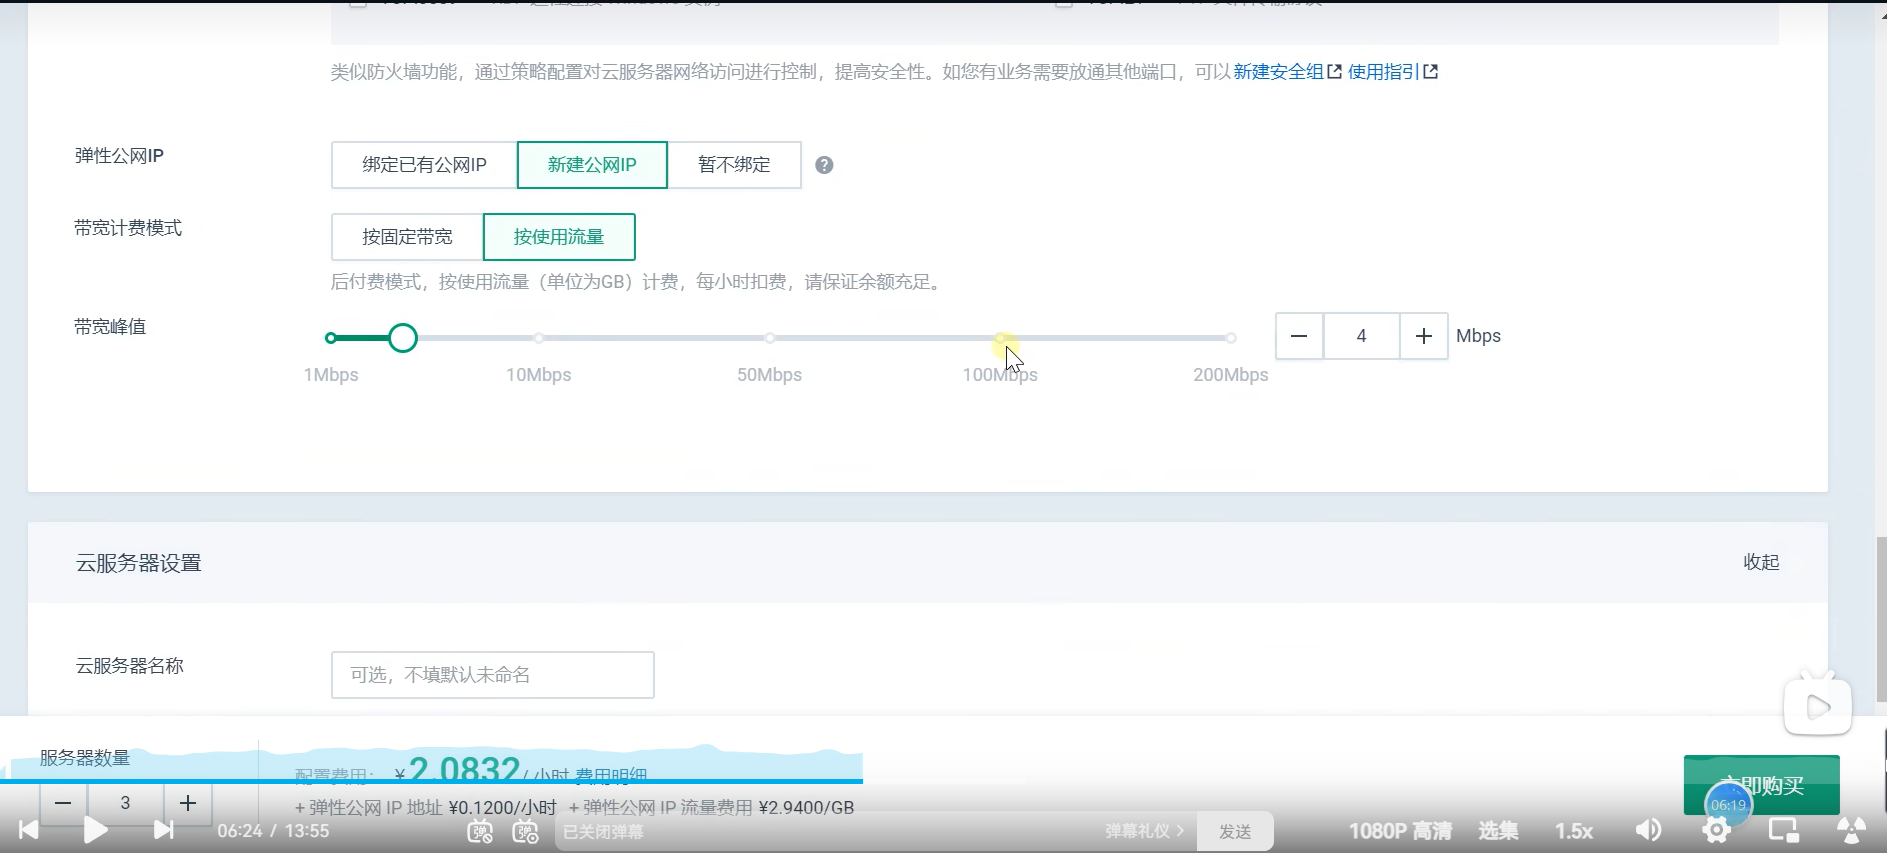 类似防火墙功能，通过策略配置对云服务器网络访问进行控制，提高安全性。如您有业务需要放通其他端口，可以 新建安全组 使用指引
弹性公网IP
绑定已有公网IP 新建公网IP 暂不绑定 ?
带宽计费模式
按固定带宽 按使用流量
后付费模式，按使用流量（单位为GB）计费，每小时扣费，请保证余额充足。
带宽峰值
4 Mbps
1Mbps 10Mbps 50Mbps 100Mbps 200Mbps
云服务器设置 收起
云服务器名称
可选，不填默认未命名
服务器数量
配置费用： ¥2.0832/ 小时 费用明细
立即购买
3
+ 弹性公网 IP 地址 ¥0.1200/小时 + 弹性公网 IP 流量费用 ¥2.9400/GB
06:19
06:24 / 13:55 弹 弹 已关闭弹幕 弹幕礼仪 > 发送 1080P 高清 选集 1.5x